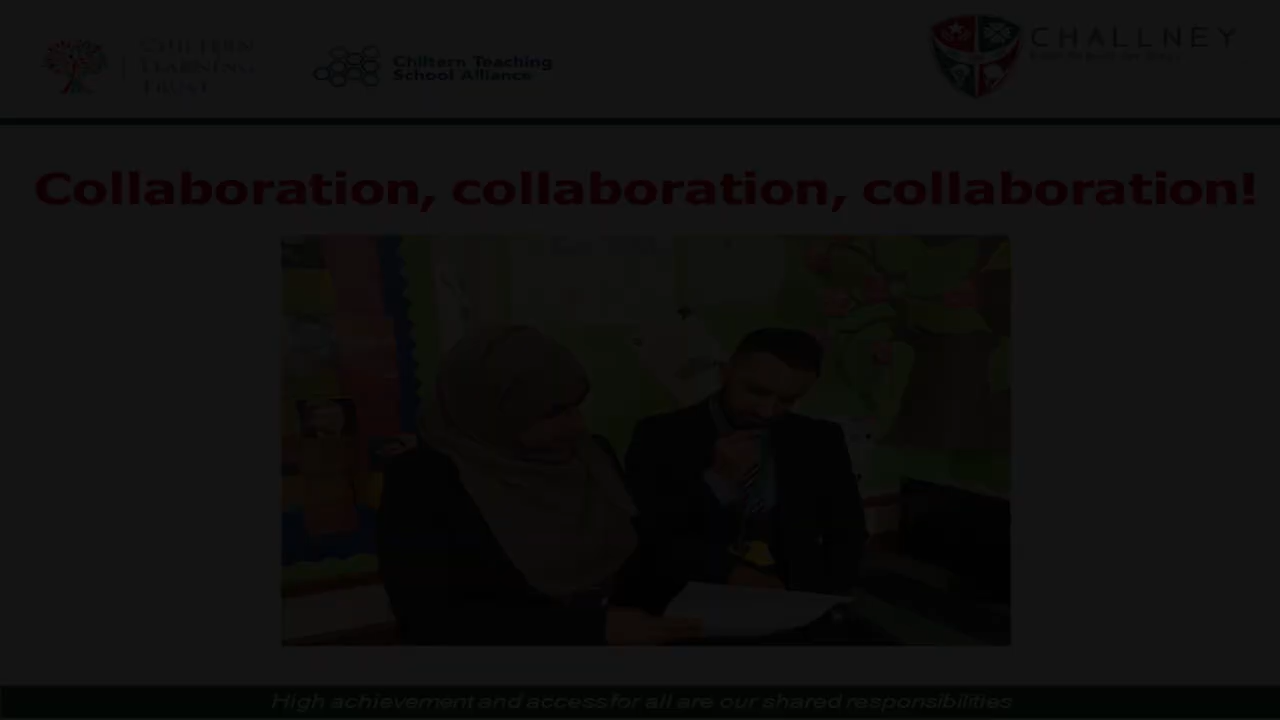 CHILTERN
LEARNING
TRUST
Chiltern Teaching
School Alliance
CHALLNEY
Collaboration, collaboration, collaboration!
High achievement and access for all are our shared responsibilities